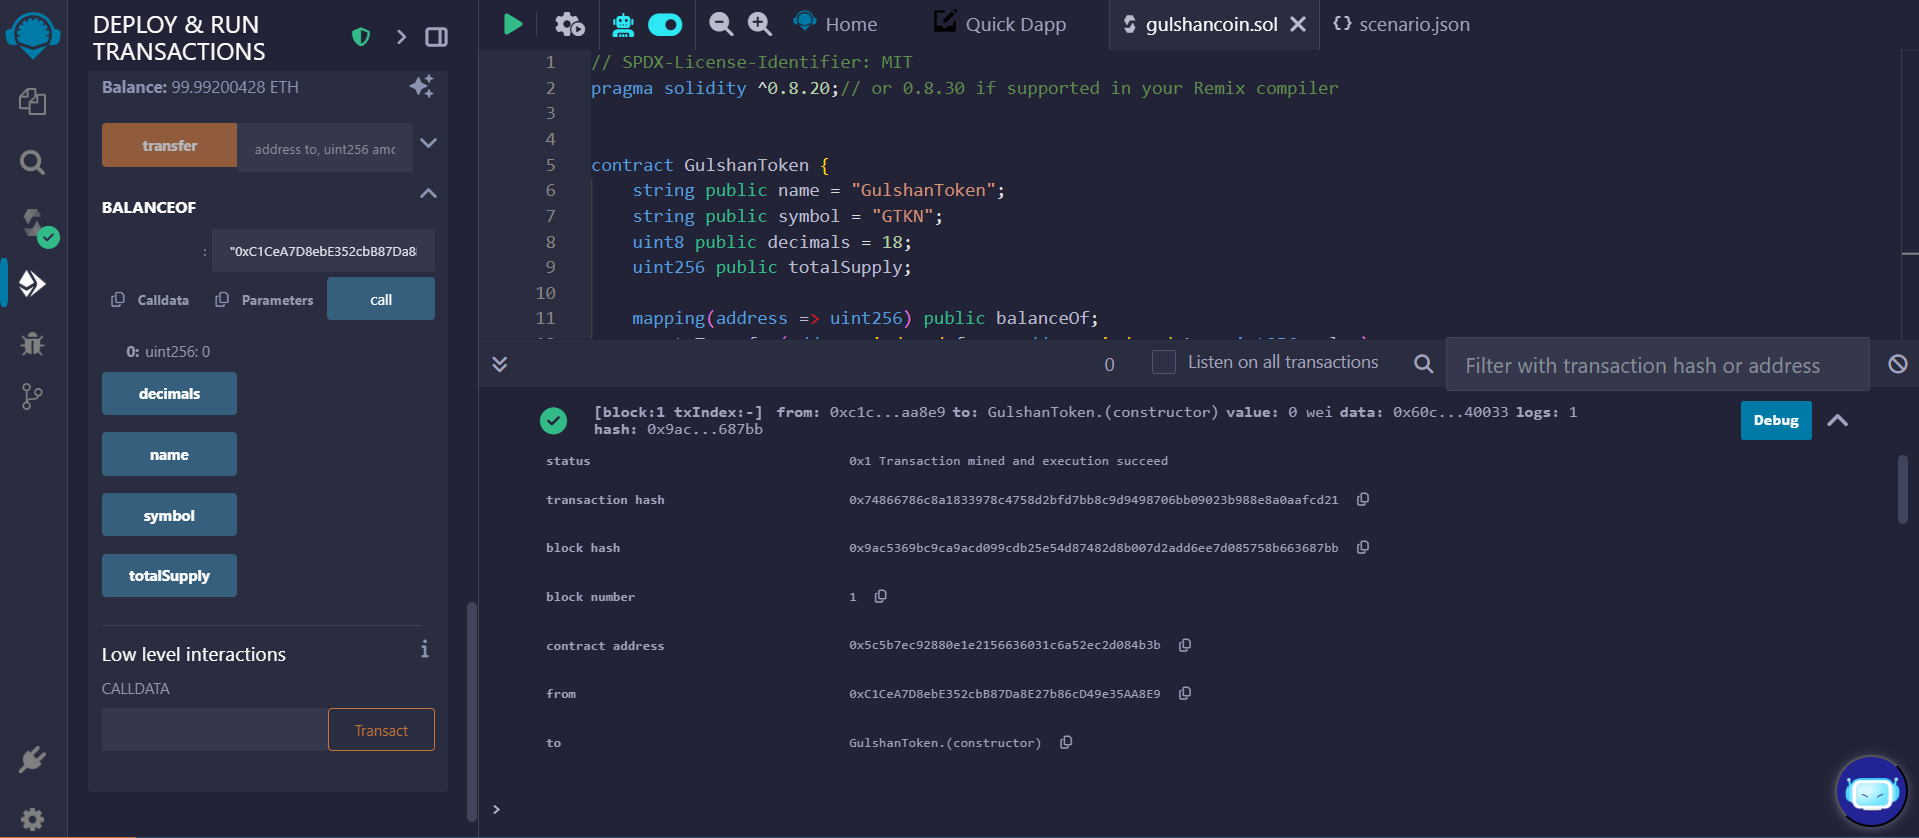 DEPLOY & RUN
TRANSACTIONS
Balance: 99.99200428 ETH
transfer
address to, uint256 amc
BALANCEOF
:
"0xC1CeA7D8ebE352cbB87Da8
Calldata
Parameters
call
0: uint256: 0
decimals
name
symbol
totalSupply
Low level interactions
i
CALLDATA
Transact
Home
Quick Dapp
gulshancoin.sol
{} scenario.json
1 // SPDX-License-Identifier: MIT
2 pragma solidity ^0.8.20;// or 0.8.30 if supported in your Remix compiler
3
4
5 contract GulshanToken {
6 string public name = "GulshanToken";
7 string public symbol = "GTKN";
8 uint8 public decimals = 18;
9 uint256 public totalSupply;
10
11 mapping(address => uint256) public balanceOf;
0
Listen on all transactions
Filter with transaction hash or address
[block:1 txIndex:-] from: 0xc1c...aa8e9 to: GulshanToken.(constructor) value: 0 wei data: 0x60c...40033 logs: 1
hash: 0x9ac...687bb
Debug
status 0x1 Transaction mined and execution succeed
transaction hash 0x74866786c8a1833978c4758d2bfd7bb8c9d9498706bb09023b988e8a0aafcd21
block hash 0x9ac5369bc9ca9acd099cdb25e54d87482d8b007d2add6ee7d085758b663687bb
block number 1
contract address 0x5c5b7ec92880e1e2156636031c6a52ec2d084b3b
from 0xC1CeA7D8ebE352cbB87Da8E27b86cD49e35AA8E9
to GulshanToken.(constructor)
>